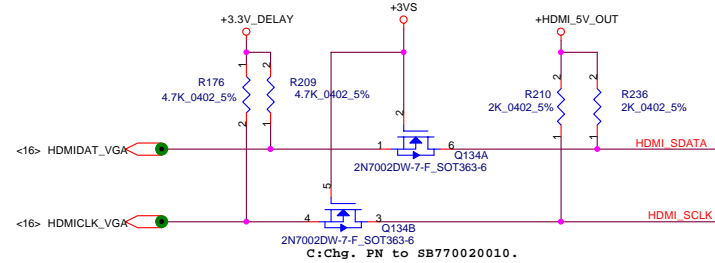 +3.3V_DELAY
+3VS
+HDMI_5V_OUT
R176
4.7K_0402_5%
R209
4.7K_0402_5%
R210
2K_0402_5%
R236
2K_0402_5%
1
2
2
1
2
1
2
1
2
<16> HDMIDAT_VGA
1
6
Q134A
2N7002DW-7-F_SOT363-6
HDMI_SDATA
5
<16> HDMICLK_VGA
4
3
Q134B
2N7002DW-7-F_SOT363-6
HDMI_SCLK
C:Chg. PN to SB770020010.